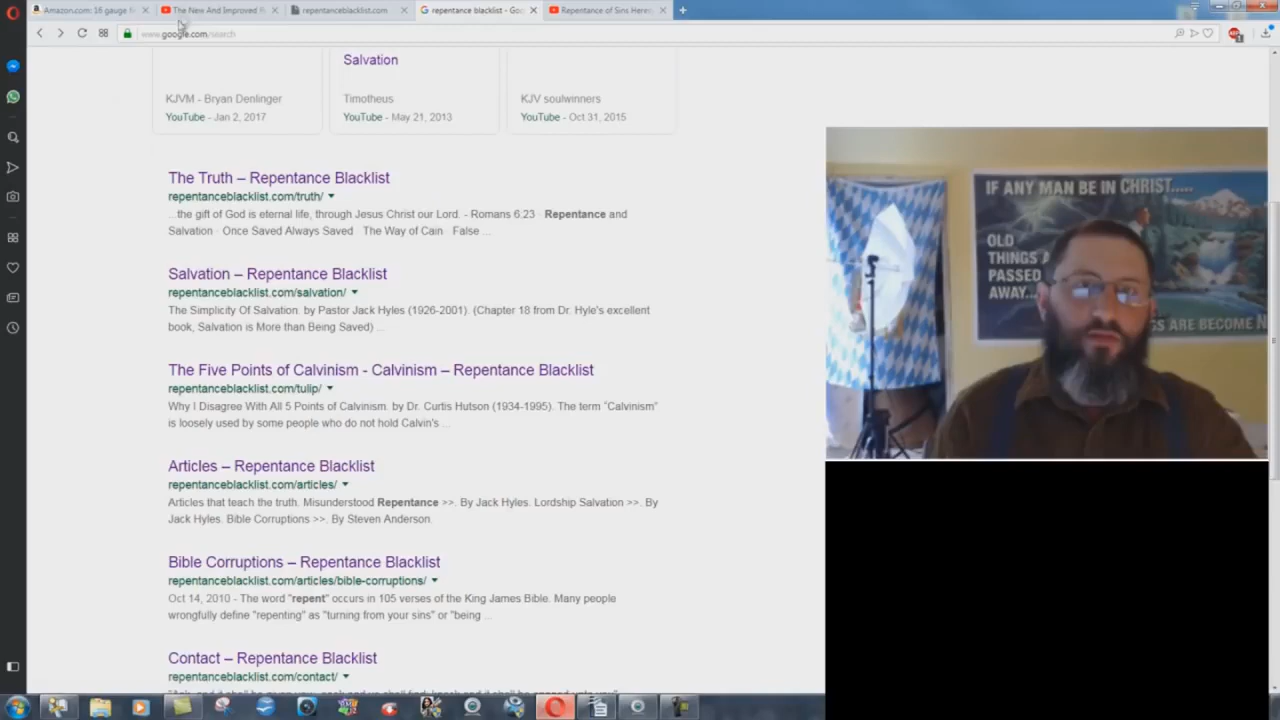 Amazon.com: 16 gauge
The New And Improved
repentanceblacklist.com
repentance blacklist - Goo
Repentance of Sins Heres
www.google.com/search
Salvation
KJVM - Bryan Denlinger
YouTube - Jan 2, 2017
Timotheus
YouTube - May 21, 2013
KJV soulwinners
YouTube - Oct 31, 2015
The Truth – Repentance Blacklist
repentanceblacklist.com/truth/
...the gift of God is eternal life, through Jesus Christ our Lord. - Romans 6.23 · Repentance and
Salvation · Once Saved Always Saved · The Way of Cain · False ...
Salvation – Repentance Blacklist
repentanceblacklist.com/salvation/
The Simplicity Of Salvation. by Pastor Jack Hyles (1926-2001). (Chapter 18 from Dr. Hyle's excellent
book, Salvation is More than Being Saved) ...
The Five Points of Calvinism - Calvinism – Repentance Blacklist
repentanceblacklist.com/tulip/
Why I Disagree With All 5 Points of Calvinism. by Dr. Curtis Hutson (1934-1995). The term "Calvinism"
is loosely used by some people who do not hold Calvin's ...
Articles – Repentance Blacklist
repentanceblacklist.com/articles/
Articles that teach the truth. Misunderstood Repentance >>. By Jack Hyles. Lordship Salvation >>. By
Jack Hyles. Bible Corruptions >>. By Steven Anderson.
Bible Corruptions – Repentance Blacklist
repentanceblacklist.com/articles/bible-corruptions/
Oct 14, 2010 - The word "repent" occurs in 105 verses of the King James Bible. Many people
wrongfully define "repenting" as "turning from your sins" or "being ...
Contact – Repentance Blacklist
repentanceblacklist.com/contact/
IF ANY MAN BE IN CHRIST.....
OLD
THINGS A
PASSED
AWAY...
GS ARE BECOME N